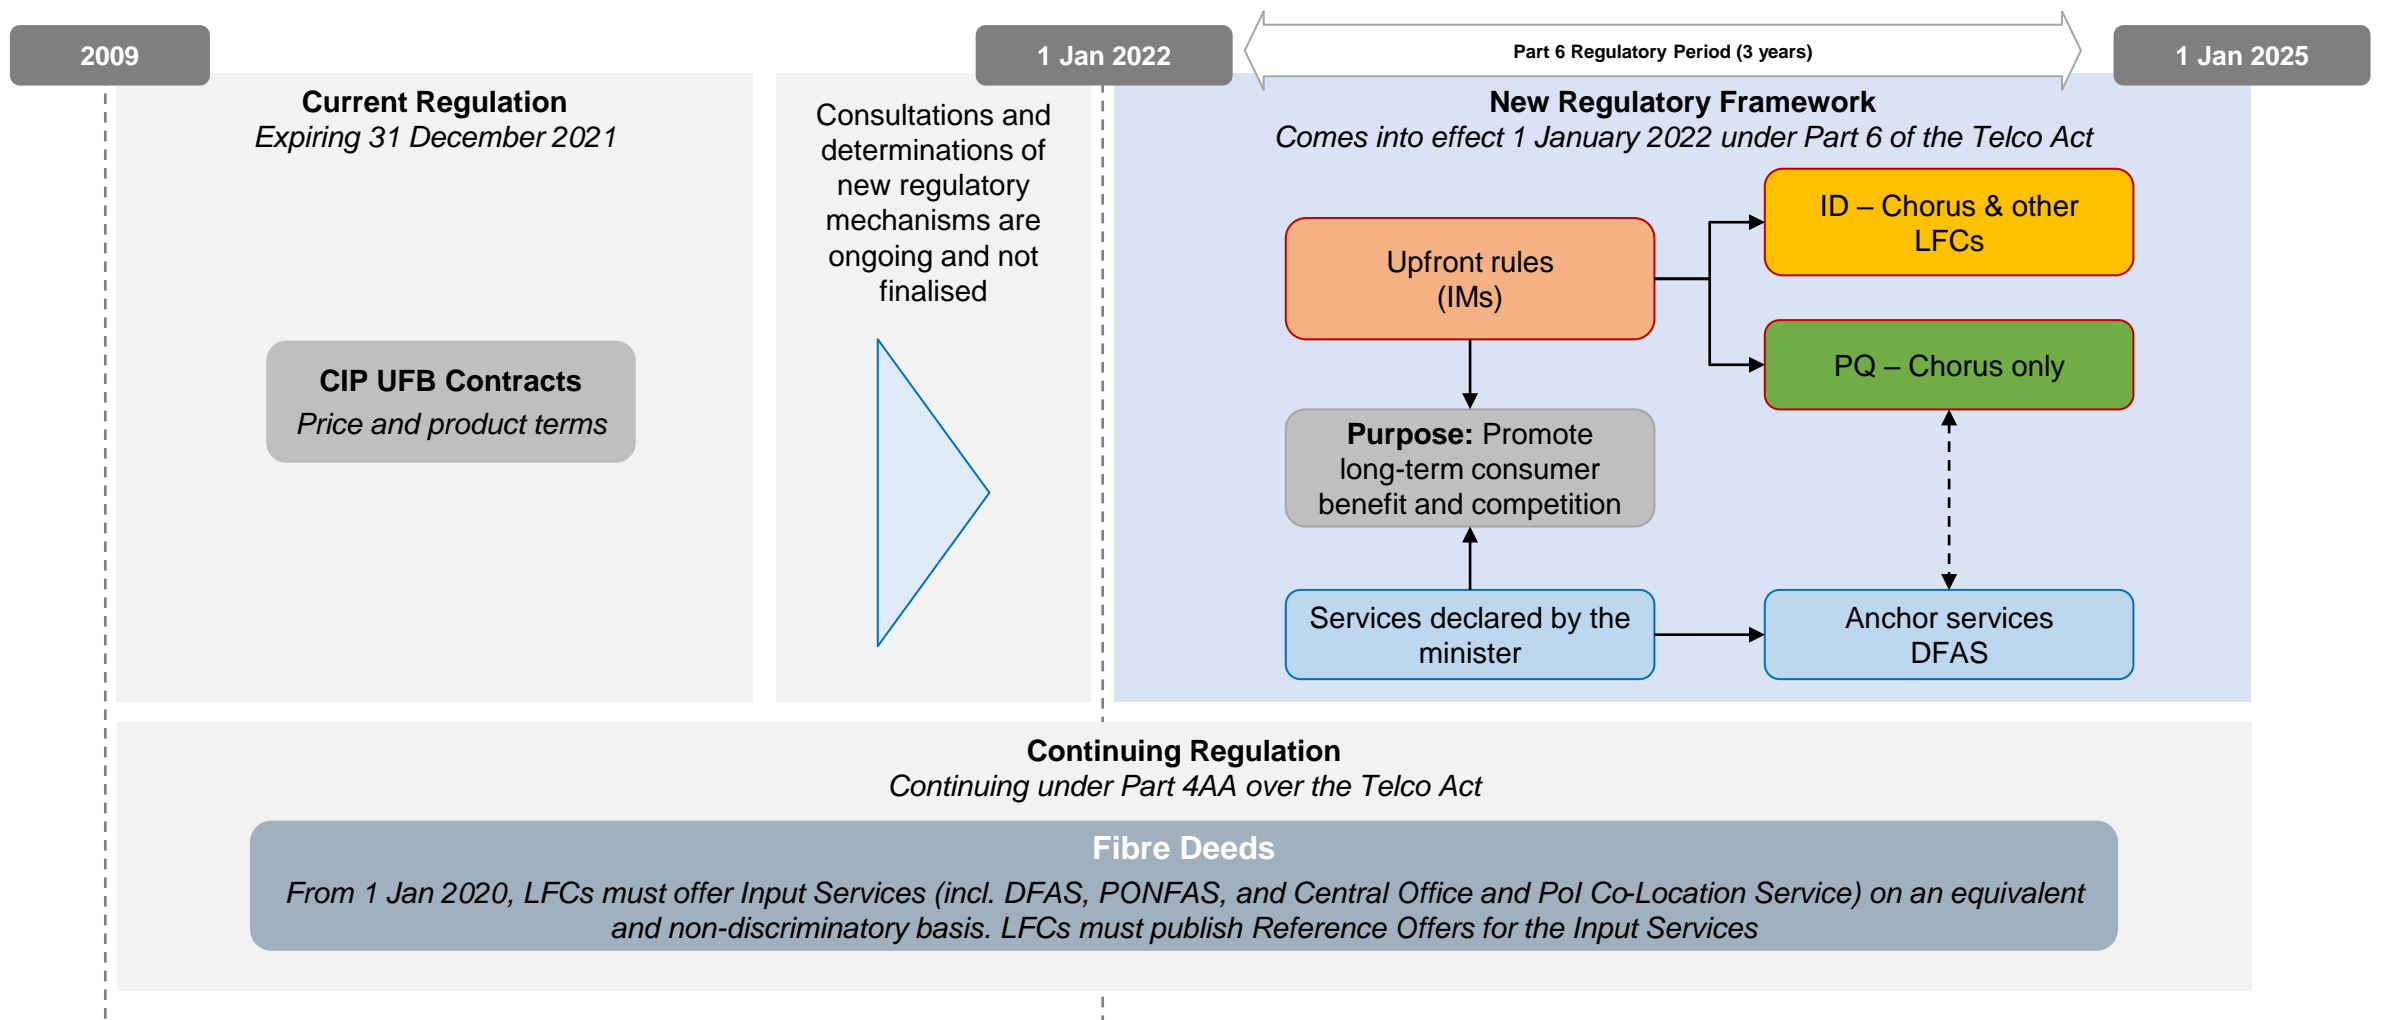 2009
1 Jan 2022
Part 6 Regulatory Period (3 years)
1 Jan 2025
Current Regulation
Expiring 31 December 2021
CIP UFB Contracts
Price and product terms
Consultations and
determinations of
new regulatory
mechanisms are
ongoing and not
finalised
New Regulatory Framework
Comes into effect 1 January 2022 under Part 6 of the Telco Act
Upfront rules
(IMs)
ID – Chorus & other
LFCs
PQ – Chorus only
Purpose: Promote
long-term consumer
benefit and competition
Services declared by the
minister
Anchor services
DFAS
Continuing Regulation
Continuing under Part 4AA over the Telco Act
Fibre Deeds
From 1 Jan 2020, LFCs must offer Input Services (incl. DFAS, PONFAS, and Central Office and PoI Co-Location Service) on an equivalent
and non-discriminatory basis. LFCs must publish Reference Offers for the Input Services